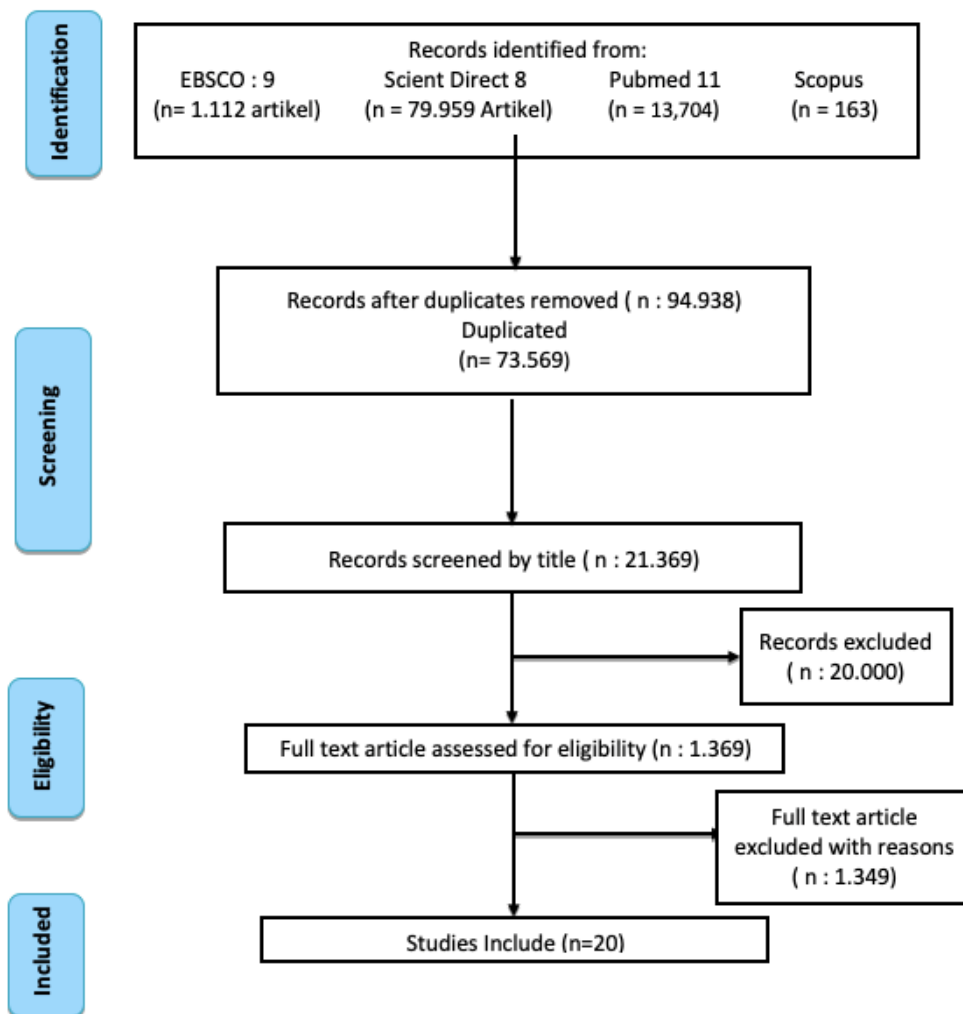 Identification
Records identified from:
EBSCO : 9 Scient Direct 8 Pubmed 11 Scopus
(n= 1.112 artikel) (n = 79.959 Artikel) (n = 13,704) (n = 163)
Screening
Records after duplicates removed ( n : 94.938)
Duplicated
(n= 73.569)
Records screened by title ( n : 21.369)
Records excluded
( n : 20.000)
Eligibility
Full text article assessed for eligibility (n : 1.369)
Full text article
excluded with reasons
( n : 1.349)
Included
Studies Include (n=20)